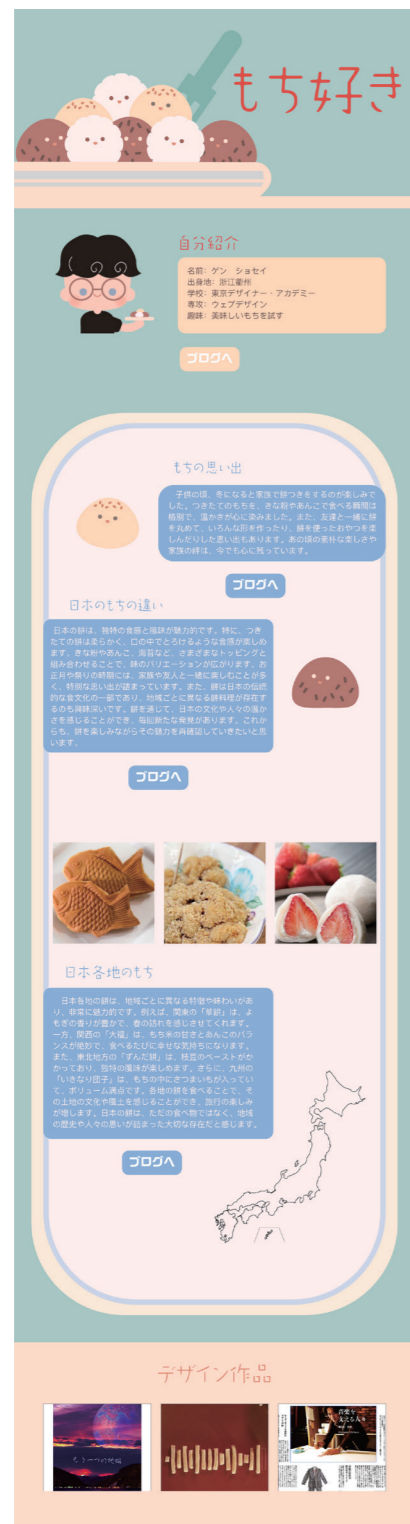 もち好き
自分紹介
名前: ゲン　ショセイ
出身地: 浙江衢州
学校: 東京デザイナー・アカデミー
専攻: ウェブデザイン
趣味: 美味しいもちを試す
ブログへ
もちの思い出
子供の頃、冬になると家族で餅つきをするのが楽しみで
した。つきたてのもちを、きな粉やあんこで食べる瞬間は
格別で、温かさが心に染みました。また、友達と一緒に餅
を丸めて、いろんな形を作ったり、餅を使ったおやつを楽
しんだりした思い出もあります。あの頃の素朴な楽しさや
家族の絆は、今でも心に残っています。
ブログへ
日本のもちの違い
日本の餅は、独特の食感と風味が魅力的です。特に、つき
たての餅は柔らかく、口の中でとろけるような食感が楽しめ
ます。きな粉やあんこ、海苔など、さまざまなトッピングと
組み合わせることで、味のバリエーションが広がります。お
正月や祭りの時期には、家族や友人と一緒に楽しむことが多
く、特別な思い出が詰まっています。また、餅は日本の伝統
的な食文化の一部であり、地域ごとに異なる餅料理が存在す
るのも興味深いです。餅を通じて、日本の文化や人々の温か
さを感じることができ、毎回新たな発見があります。これか
らも、餅を楽しみながらその魅力を再確認していきたいと思
います。
ブログへ
日本各地のもち
日本各地の餅は、地域ごとに異なる特徴や味わいがあ
り、非常に魅力的です。例えば、関東の「草餅」は、よ
もぎの香りが豊かで、春の訪れを感じさせてくれます。
一方、関西の「大福」は、もち米の甘さとあんこのバラ
ンスが絶妙で、食べるたびに幸せな気持ちになります。
また、東北地方の「ずんだ餅」は、枝豆のペーストがか
かっており、独特の風味が楽しめます。さらに、九州の
「いきなり団子」は、もちの中にさつまいもが入ってい
て、ボリューム満点です。各地の餅を食べることで、そ
の土地の文化や風土を感じることができ、旅行の楽しみ
が増します。日本の餅は、ただの食べ物ではなく、地域
の歴史や人々の思いが詰まった大切な存在だと感じます。
ブログへ
デザイン作品
もう一つの地球
音楽を
支える人々